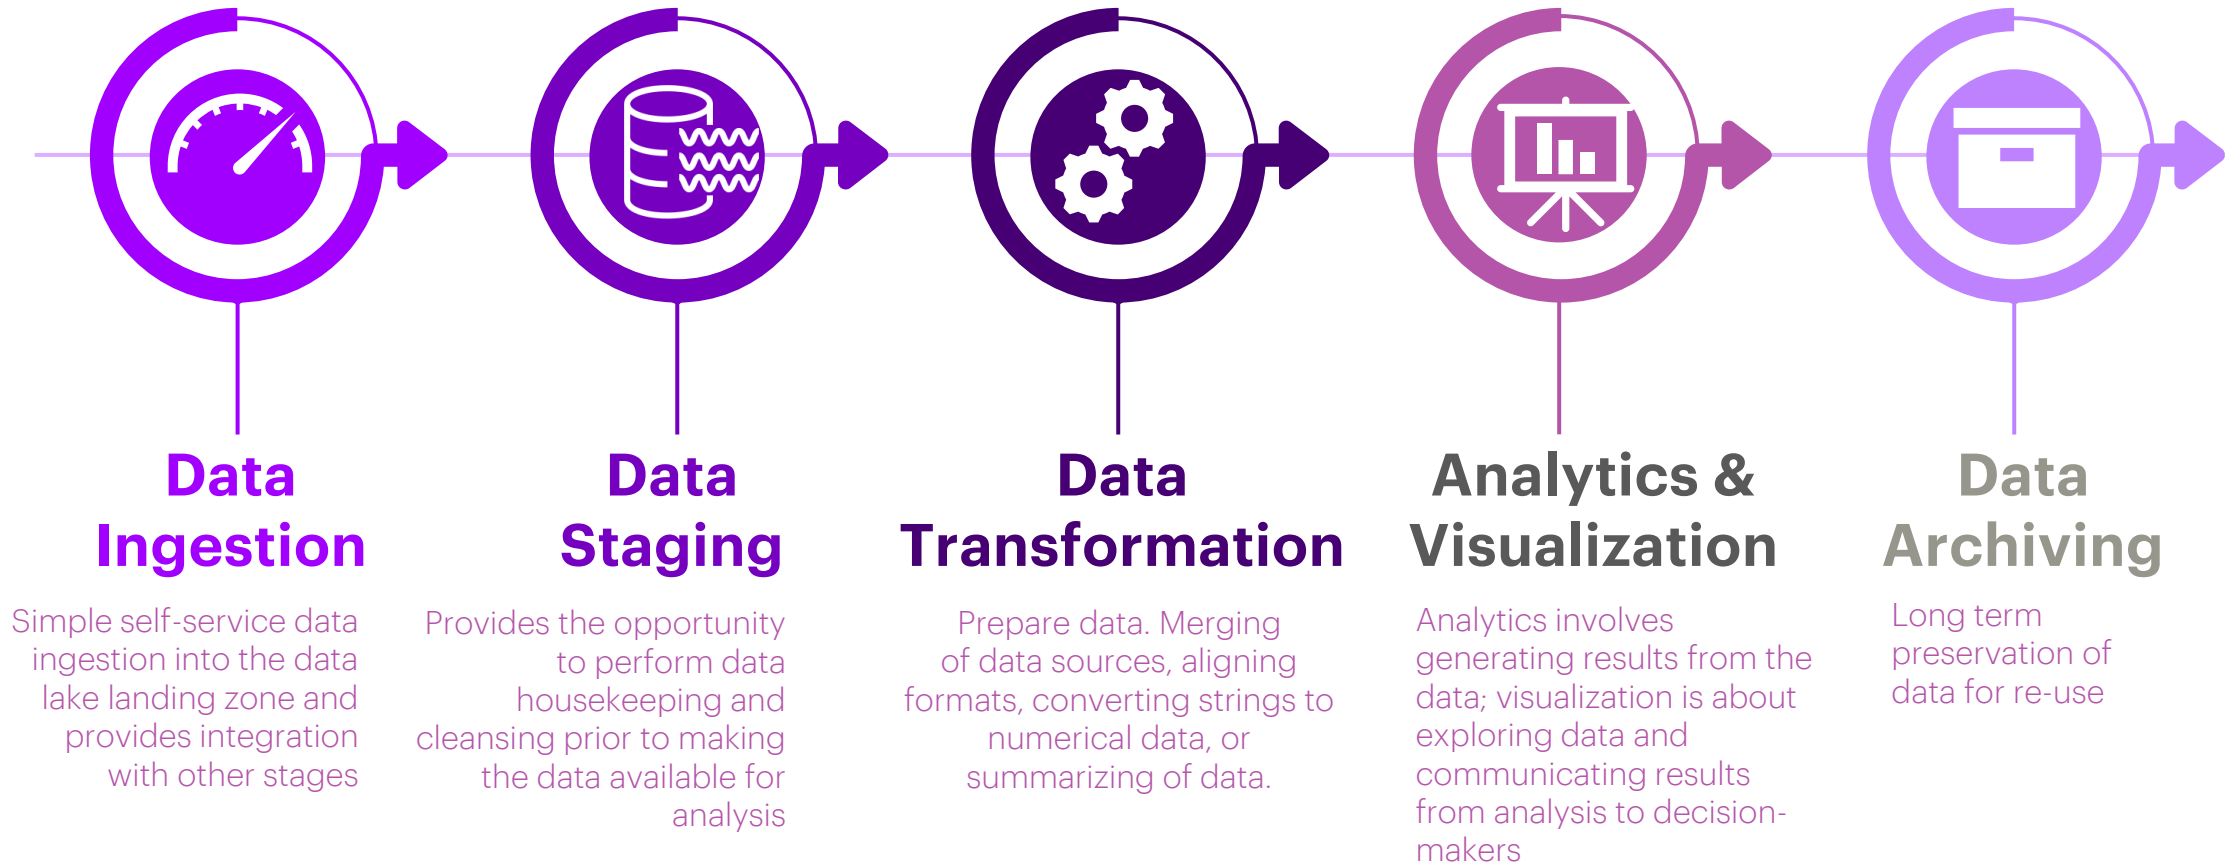 Data
Ingestion
Simple self-service data
ingestion into the data
lake landing zone and
provides integration
with other stages
Data
Staging
Provides the opportunity
to perform data
housekeeping and
cleansing prior to making
the data available for
analysis
Data
Transformation
Prepare data. Merging
of data sources, aligning
formats, converting strings to
numerical data, or
summarizing of data.
Analytics &
Visualization
Analytics involves
generating results from the
data; visualization is about
exploring data and
communicating results
from analysis to decision-
makers
Data
Archiving
Long term
preservation of
data for re-use